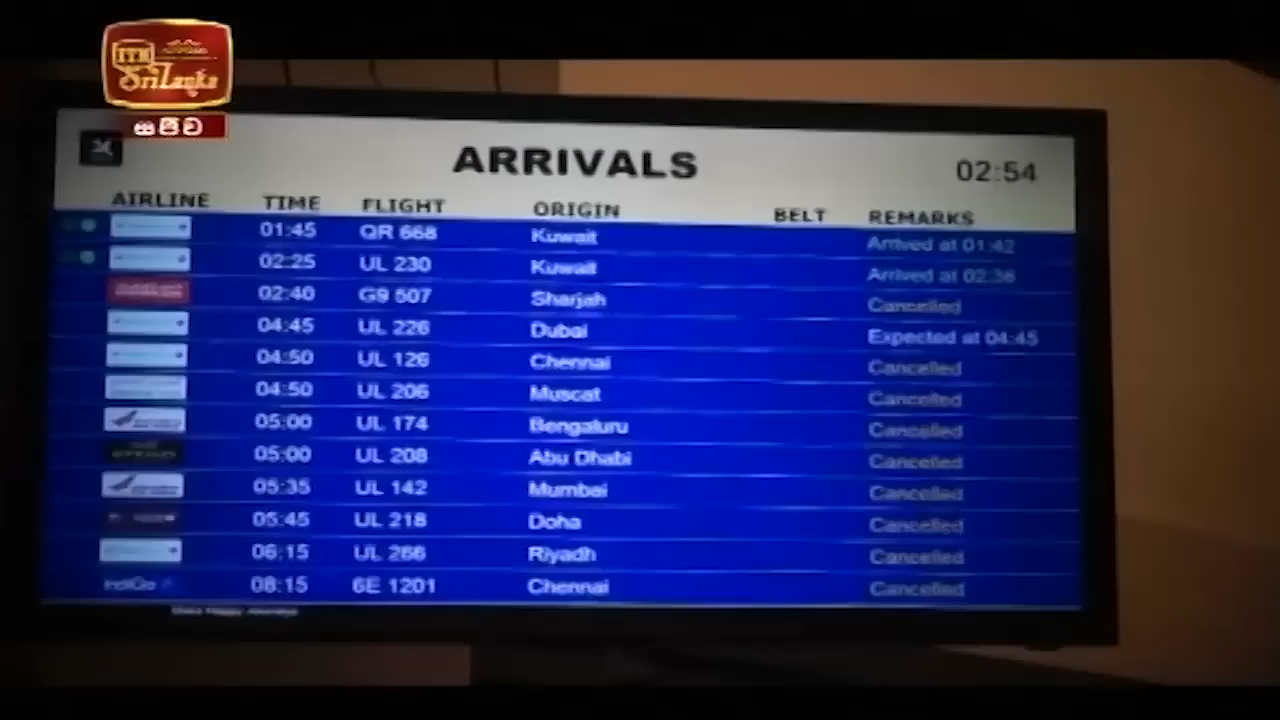 ITN
Sri Lanka
සජීව
ARRIVALS 02:54
AIRLINE TIME FLIGHT ORIGIN BELT REMARKS
01:45 QR 668 Kuwait Arrived at 01:42
02:25 UL 230 Kuwait Arrived at 02:36
02:40 G9 507 Sharjah Cancelled
04:45 UL 226 Dubai Expected at 04:45
04:50 UL 126 Chennai Cancelled
04:50 UL 206 Muscat Cancelled
05:00 UL 174 Bengaluru Cancelled
05:00 UL 208 Abu Dhabi Cancelled
05:35 UL 142 Mumbai Cancelled
05:45 UL 218 Doha Cancelled
06:15 UL 266 Riyadh Cancelled
IndiGo 08:15 6E 1201 Chennai Cancelled